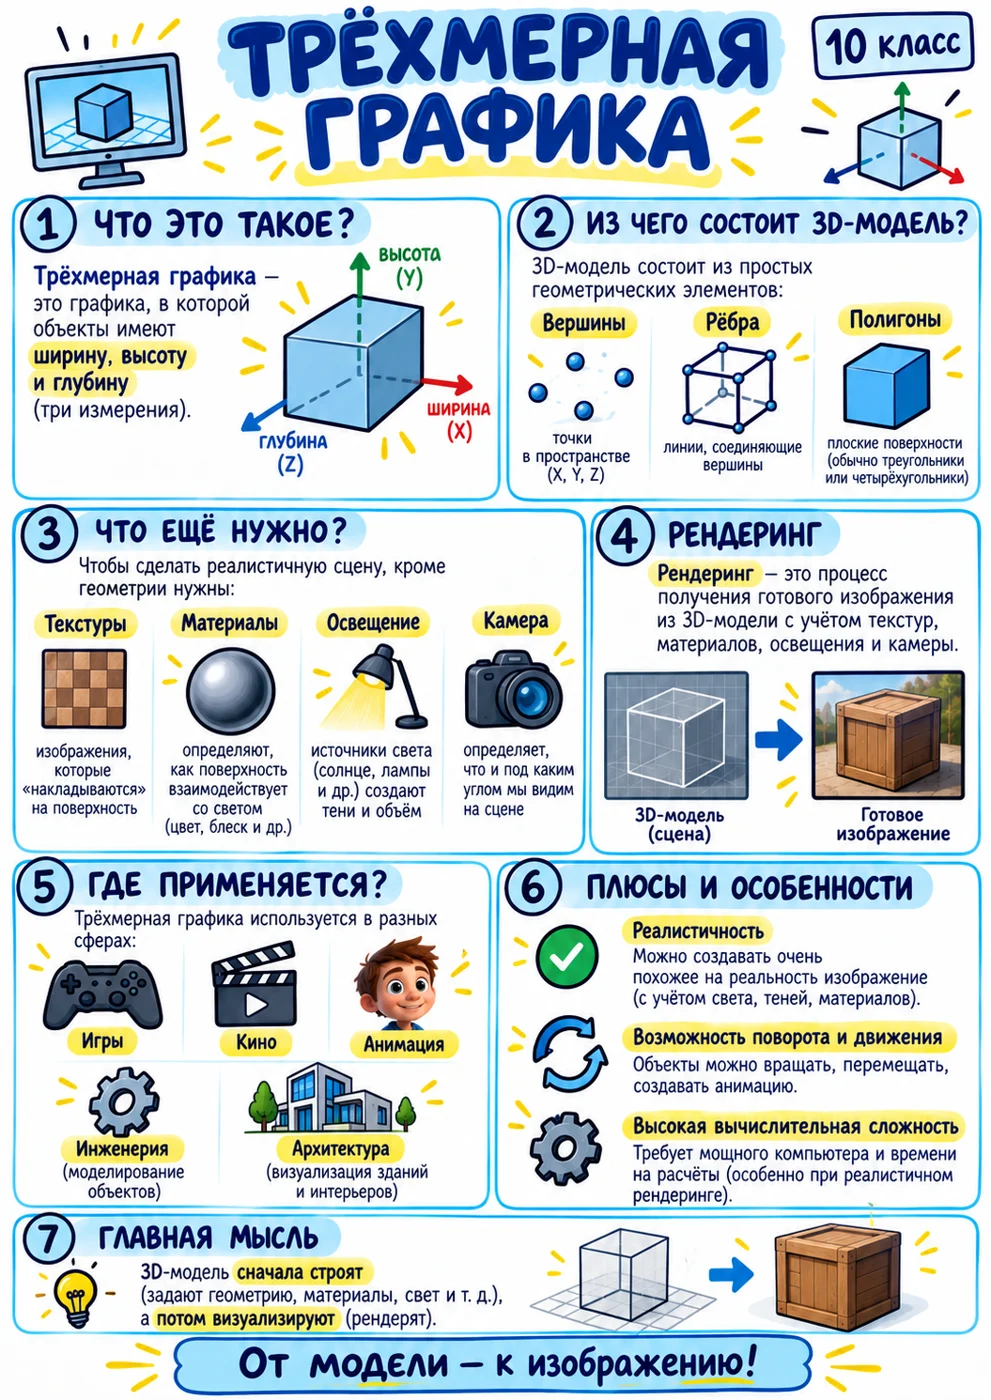 ТРЁХМЕРНАЯ
ГРАФИКА
10 класс
1 ЧТО ЭТО ТАКОЕ?
Трёхмерная графика –
это графика, в которой
объекты имеют
ширину, высоту
и глубину
(три измерения).
ВЫСОТА
(Y)
ШИРИНА
(X)
ГЛУБИНА
(Z)
2 ИЗ ЧЕГО СОСТОИТ 3D-МОДЕЛЬ?
3D-модель состоит из простых
геометрических элементов:
Вершины
точки
в пространстве
(X, Y, Z)
Рёбра
линии, соединяющие
вершины
Полигоны
плоские поверхности
(обычно треугольники
или четырёхугольники)
3 ЧТО ЕЩЁ НУЖНО?
Чтобы сделать реалистичную сцену, кроме
геометрии нужны:
Текстуры
изображения,
которые
«накладываются»
на поверхность
Материалы
определяют,
как поверхность
взаимодействует
со светом
(цвет, блеск и др.)
Освещение
источники света
(солнце, лампы
и др.) создают
тени и объём
Камера
определяет,
что и под каким
углом мы видим
на сцене
4 РЕНДЕРИНГ
Рендеринг – это процесс
получения готового изображения
из 3D-модели с учётом текстур,
материалов, освещения и камеры.
3D-модель
(сцена)
Готовое
изображение
5 ГДЕ ПРИМЕНЯЕТСЯ?
Трёхмерная графика используется в разных
сферах:
Игры
Кино
Анимация
Инженерия
(моделирование
объектов)
Архитектура
(визуализация зданий
и интерьеров)
6 ПЛЮСЫ И ОСОБЕННОСТИ
Реалистичность
Можно создавать очень
похожее на реальность изображение
(с учётом света, теней, материалов).
Возможность поворота и движения
Объекты можно вращать, перемещать,
создавать анимацию.
Высокая вычислительная сложность
Требует мощного компьютера и времени
на расчёты (особенно при реалистичном
рендеринге).
7 ГЛАВНАЯ МЫСЛЬ
3D-модель сначала строят
(задают геометрию, материалы, свет и т. д.),
а потом визуализируют (рендерят).
От модели – к изображению!